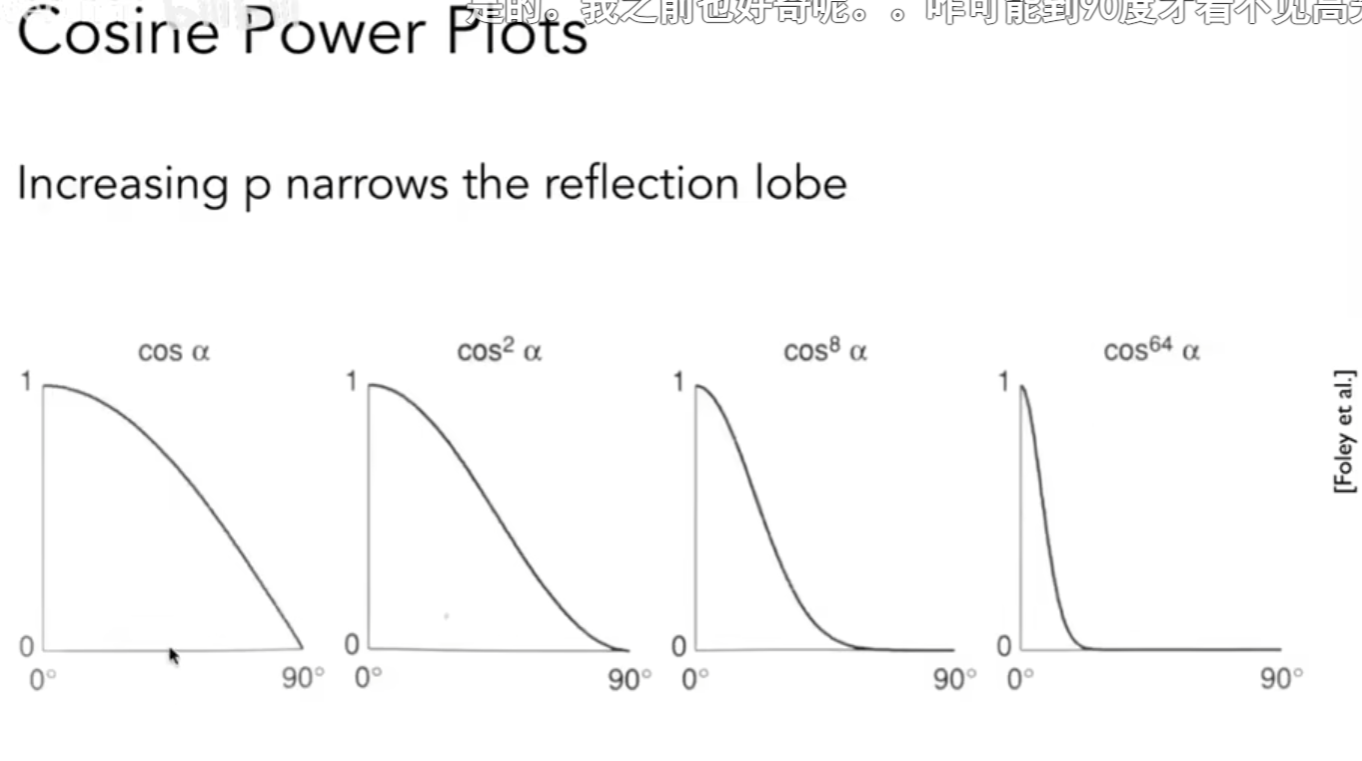 是的。我之前也好奇呢。。咋可能到90度才看不见高光
Cosine Power Plots
Increasing p narrows the reflection lobe
cos α
cos² α
cos⁸ α
cos⁶⁴ α
1
1
1
1
0
0
0
0
0°
90°
0°
90°
0°
90°
0°
90°
[Foley et al.]